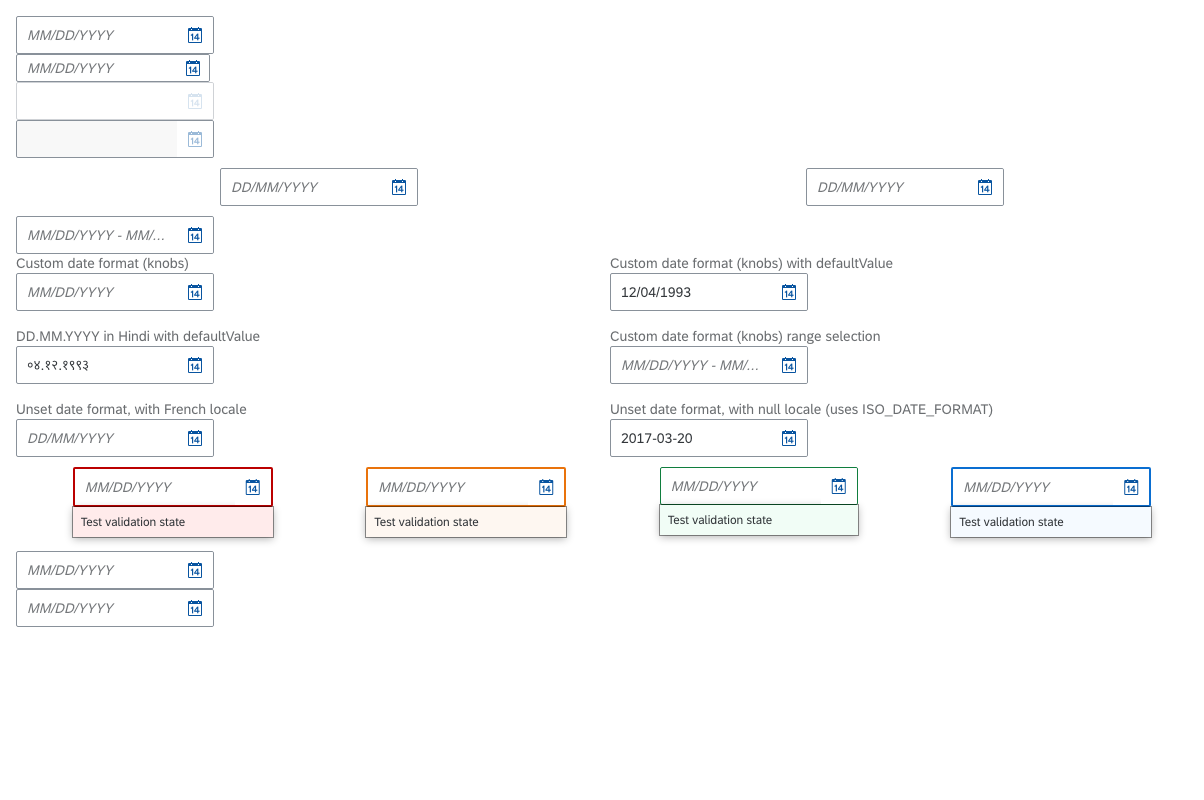 MM/DD/YYYY
14
MM/DD/YYYY
14
14
14
DD/MM/YYYY
14
DD/MM/YYYY
14
MM/DD/YYYY - MM/...
14
Custom date format (knobs)
Custom date format (knobs) with defaultValue
MM/DD/YYYY
14
12/04/1993
14
DD.MM.YYYY in Hindi with defaultValue
Custom date format (knobs) range selection
०४.१२.१९९३
14
MM/DD/YYYY - MM/...
14
Unset date format, with French locale
Unset date format, with null locale (uses ISO_DATE_FORMAT)
DD/MM/YYYY
14
2017-03-20
14
MM/DD/YYYY
14
MM/DD/YYYY
14
MM/DD/YYYY
14
MM/DD/YYYY
14
Test validation state
Test validation state
Test validation state
Test validation state
MM/DD/YYYY
14
MM/DD/YYYY
14